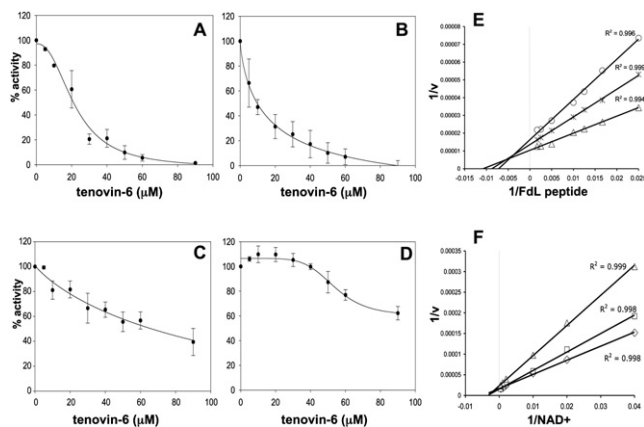 A
120
100
80
60
40
20
0
% activity
0 20 40 60 80 100
tenovin-6 (µM)
B
120
100
80
60
40
20
0
0 20 40 60 80 100
tenovin-6 (µM)
E
0.00008
0.00007
0.00006
0.00005
0.00004
0.00003
0.00002
0.00001
0
1/v
R² = 0.996
R² = 0.999
R² = 0.994
-0.015 -0.01 -0.005 0 0.005 0.01 0.015 0.02 0.025
1/FdL peptide
C
120
100
80
60
40
20
0
% activity
0 20 40 60 80 100
tenovin-6 (µM)
D
120
100
80
60
40
20
0
0 20 40 60 80 100
tenovin-6 (µM)
F
0.00035
0.0003
0.00025
0.0002
0.00015
0.0001
0.00005
0
1/v
R² = 0.999
R² = 0.998
R² = 0.998
-0.01 0 0.01 0.02 0.03 0.04
1/NAD+